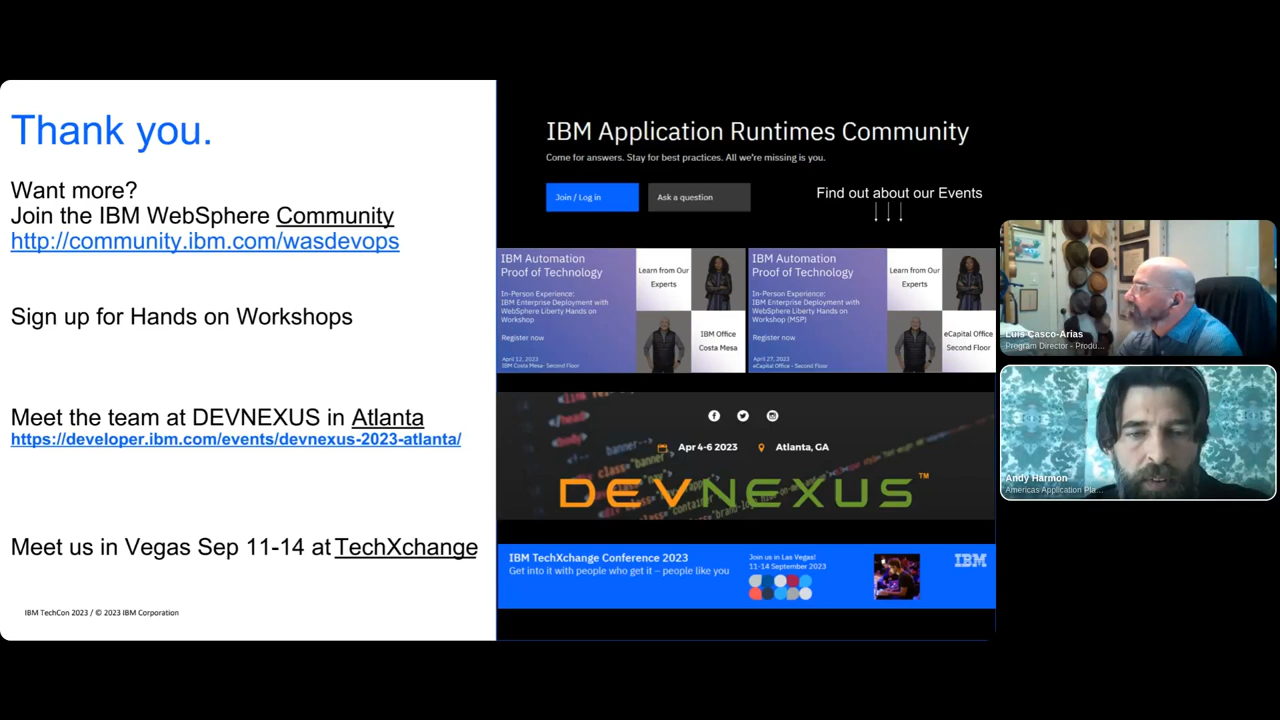 Thank you.
Want more?
Join the IBM WebSphere Community
http://community.ibm.com/wasdevops
Sign up for Hands on Workshops
Meet the team at DEVNEXUS in Atlanta
https://developer.ibm.com/events/devnexus-2023-atlanta/
Meet us in Vegas Sep 11-14 at TechXchange
IBM TechCon 2023 / © 2023 IBM Corporation
IBM Application Runtimes Community
Come for answers. Stay for best practices. All we're missing is you.
Join / Log in
Ask a question
Find out about our Events
IBM Automation
Proof of Technology
In-Person Experience:
IBM Enterprise Deployment with
WebSphere Liberty Hands on
Workshop
Register now
April 12, 2023
IBM Costa Mesa- Second Floor
Learn from Our
Experts
IBM Office
Costa Mesa
IBM Automation
Proof of Technology
In-Person Experience:
IBM Enterprise Deployment with
WebSphere Liberty Hands on
Workshop (MSP)
Register now
April 27, 2023
eCapital Office - Second Floor
Learn from Our
Experts
eCapital Office
Second Floor
Apr 4-6 2023
Atlanta, GA
DEVNEXUS™
IBM TechXchange Conference 2023
Get into it with people who get it – people like you
Join us in Las Vegas!
11-14 September 2023
IBM
Luis Casco-Arias
Program Director - Produ...
Andy Harmon
Americas Application Pla...